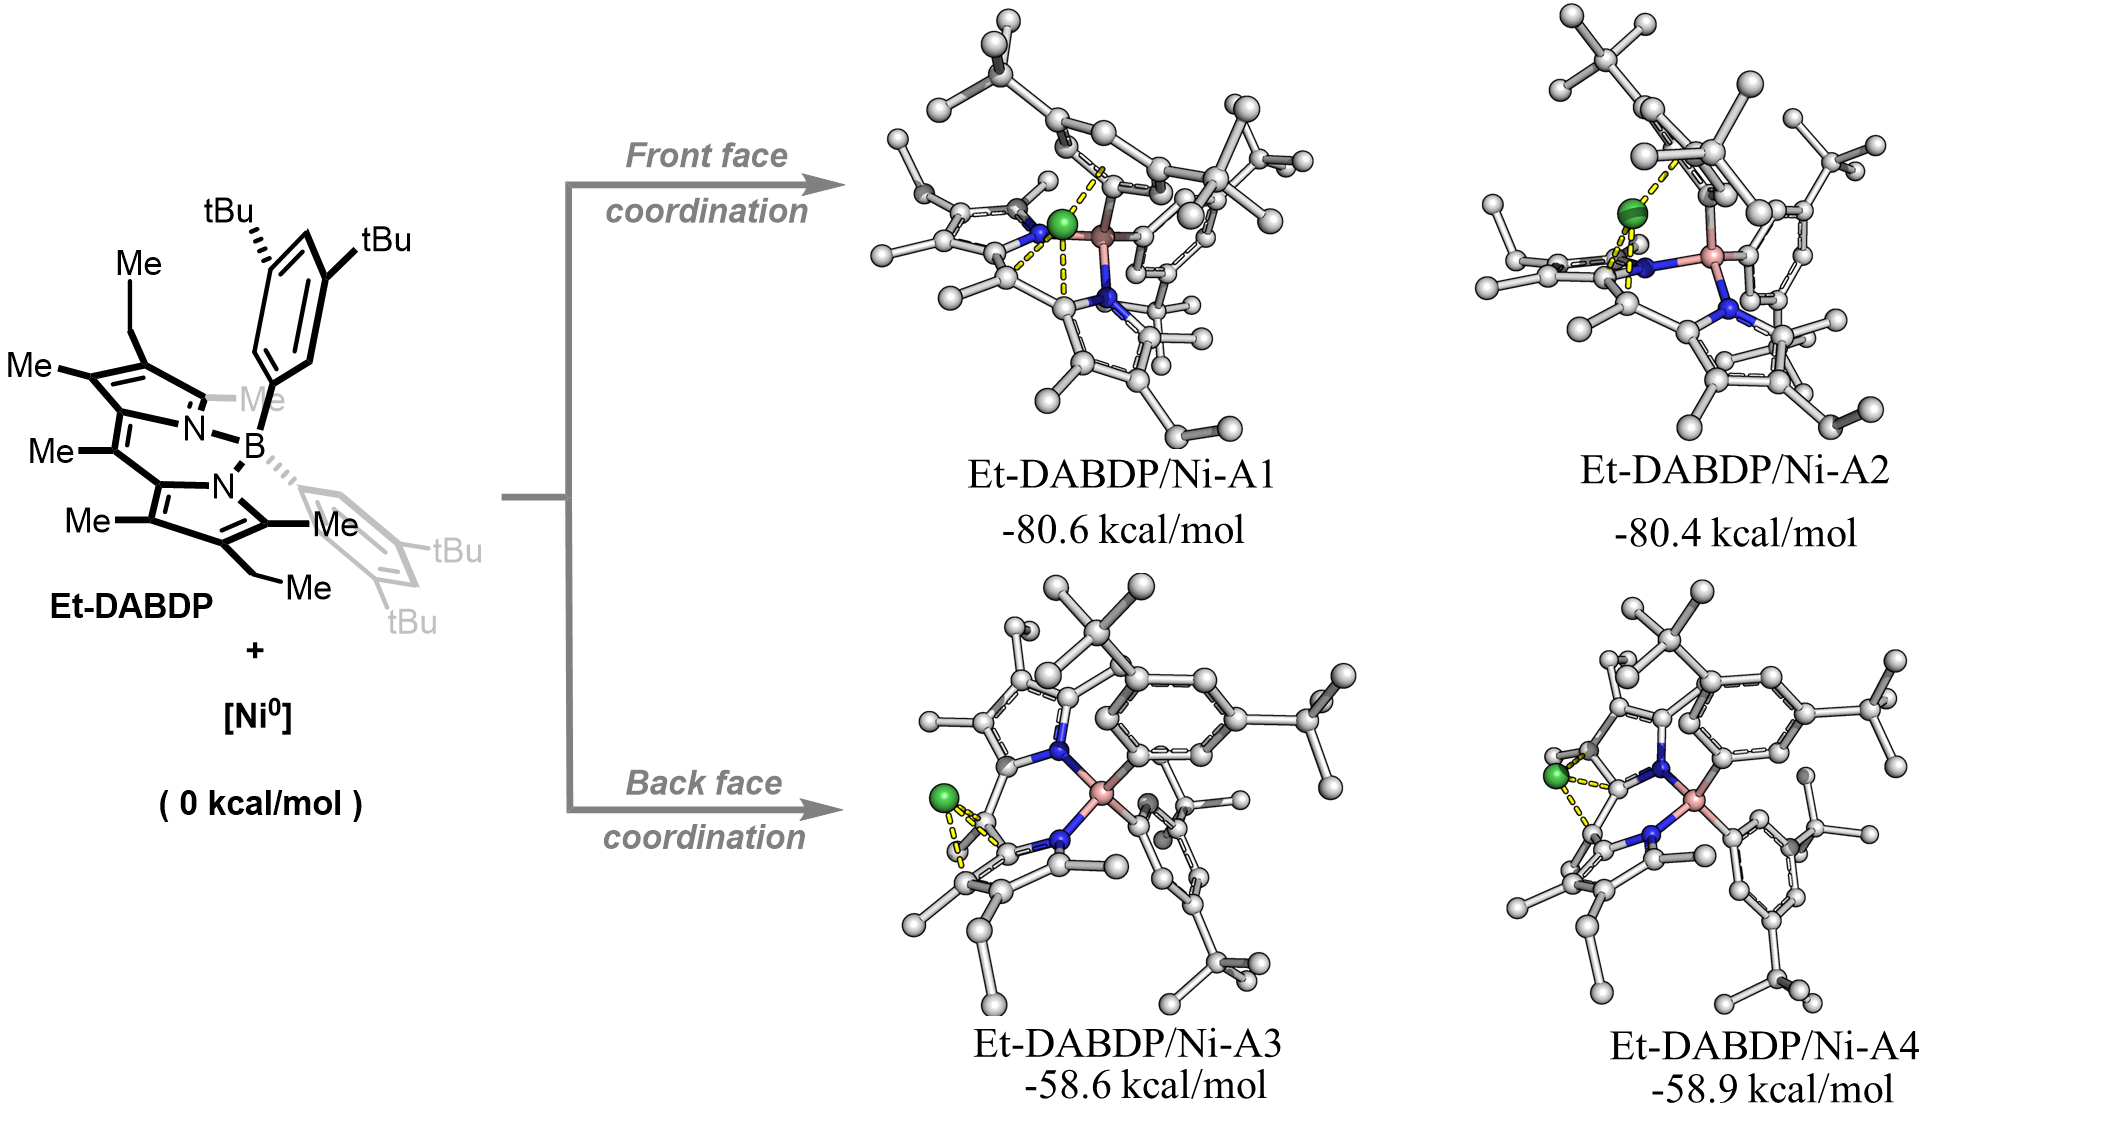 tBu
tBu
Me
Me
Me
N
B
Me
N
Me
Me
Me
tBu
tBu
Et-DABDP
+
[Ni⁰]
( 0 kcal/mol )
Front face
coordination
Et-DABDP/Ni-A1
-80.6 kcal/mol
Et-DABDP/Ni-A2
-80.4 kcal/mol
Back face
coordination
Et-DABDP/Ni-A3
-58.6 kcal/mol
Et-DABDP/Ni-A4
-58.9 kcal/mol